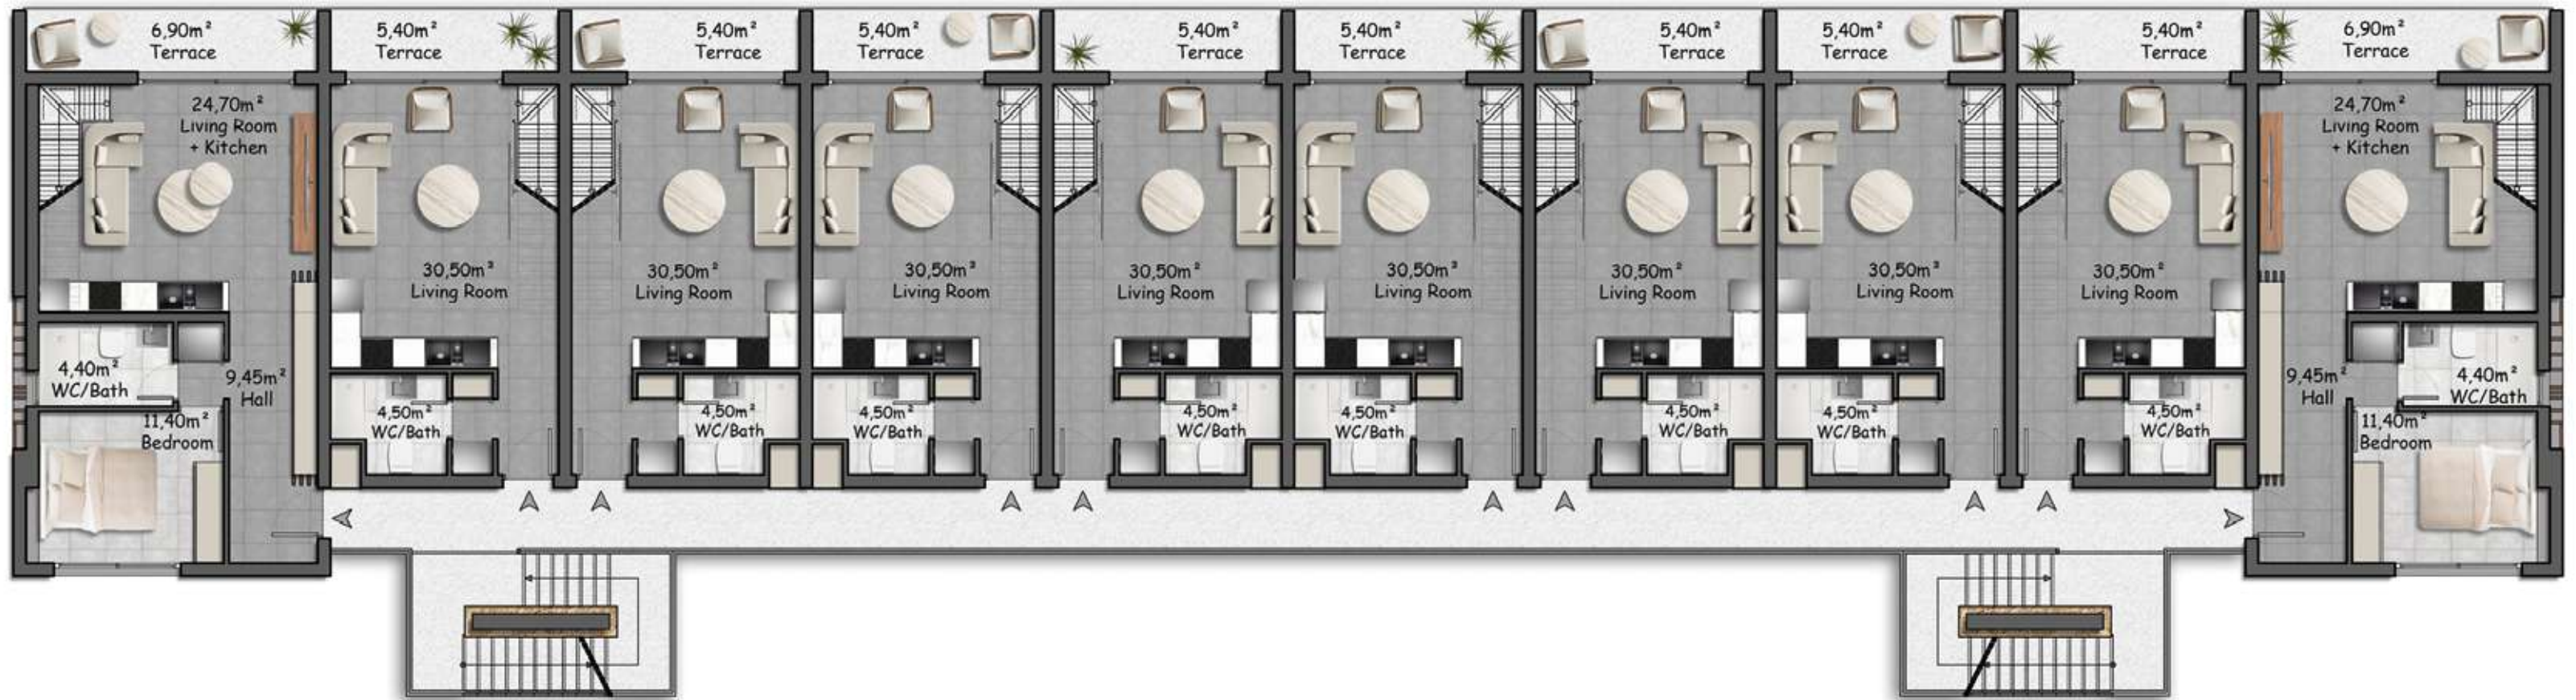 6,90m²
Terrace
5,40m²
Terrace
5,40m²
Terrace
5,40m²
Terrace
5,40m²
Terrace
5,40m²
Terrace
5,40m²
Terrace
5,40m²
Terrace
5,40m²
Terrace
6,90m²
Terrace
24,70m²
Living Room
+ Kitchen
24,70m²
Living Room
+ Kitchen
30,50m³
Living Room
30,50m²
Living Room
30,50m³
Living Room
30,50m²
Living Room
30,50m³
Living Room
30,50m²
Living Room
30,50m³
Living Room
30,50m²
Living Room
4,40m²
WC/Bath
9,45m²
Hall
11,40m²
Bedroom
4,50m²
WC/Bath
4,50m²
WC/Bath
4,50m²
WC/Bath
4,50m²
WC/Bath
4,50m²
WC/Bath
4,50m²
WC/Bath
4,50m²
WC/Bath
4,50m²
WC/Bath
9,45m²
Hall
4,40m²
WC/Bath
11,40m²
Bedroom